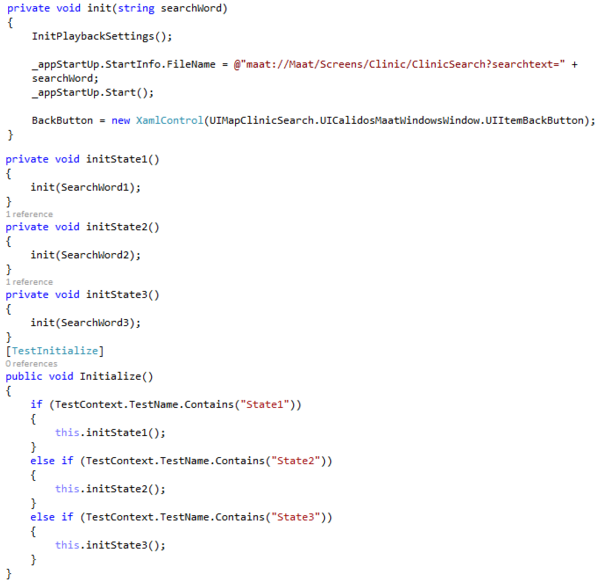 private void init(string searchWord)
{
InitPlaybackSettings();
_appStartUp.StartInfo.FileName = @"maat://Maat/Screens/Clinic/ClinicSearch?searchtext=" +
searchWord;
_appStartUp.Start();
BackButton = new XamlControl(UIMapClinicSearch.UICalidosMaatWindowsWindow.UIItemBackButton);
}
private void initState1()
{
init(SearchWord1);
}
1 reference
private void initState2()
{
init(SearchWord2);
}
1 reference
private void initState3()
{
init(SearchWord3);
}
[TestInitialize]
0 references
public void Initialize()
{
if (TestContext.TestName.Contains("State1"))
{
this.initState1();
}
else if (TestContext.TestName.Contains("State2"))
{
this.initState2();
}
else if (TestContext.TestName.Contains("State3"))
{
this.initState3();
}
}